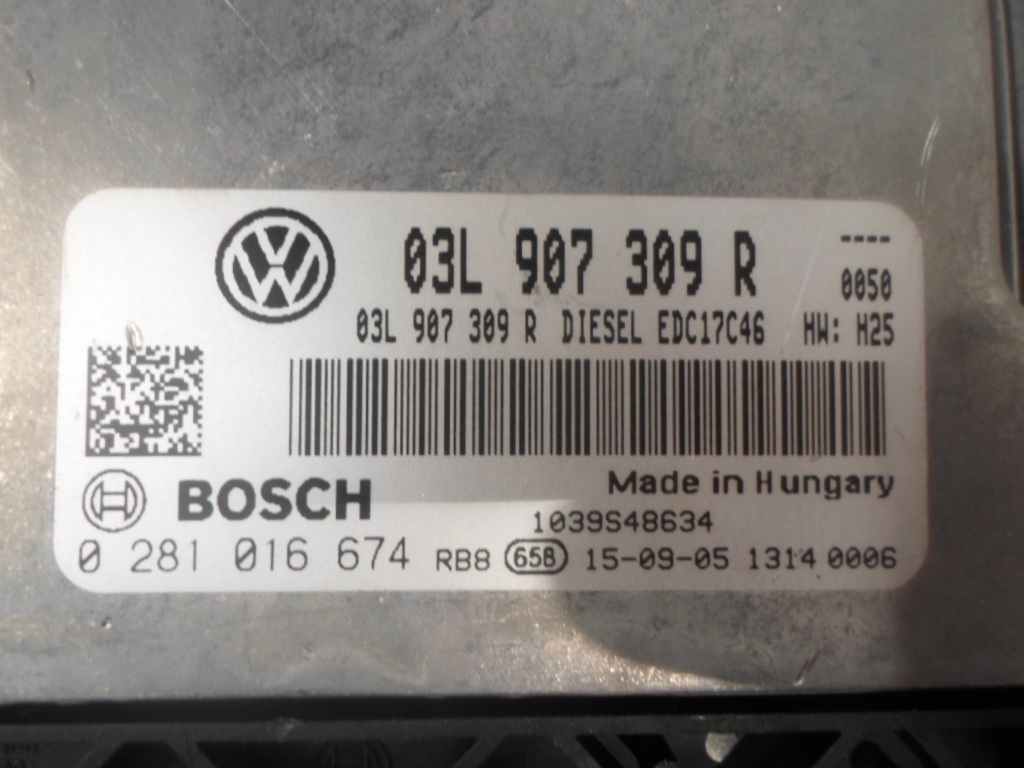 03L 907 309 R ----
0050
03L 907 309 R DIESEL EDC17C46 HW: H25
BOSCH
Made in Hungary
1039S48634
0 281 016 674 RB8 65B 15-09-05 1314 0006